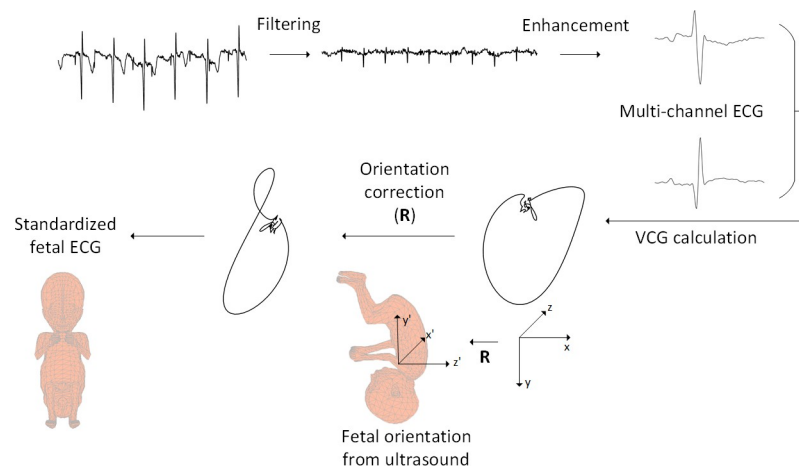 Filtering
Enhancement
Multi-channel ECG
Orientation
correction
(R)
VCG calculation
Standardized
fetal ECG
y'
x'
z'
R
z
x
y
Fetal orientation
from ultrasound